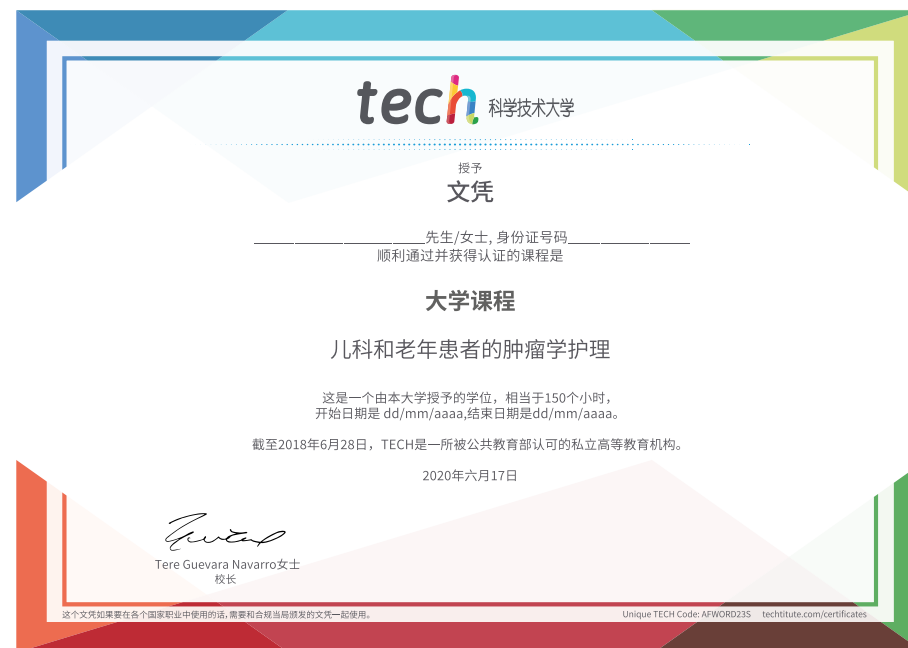 tech 科学技术大学
授予
文凭
先生/女士, 身份证号码
顺利通过并获得认证的课程是
大学课程
儿科和老年患者的肿瘤学护理
这是一个由本大学授予的学位，相当于150个小时，
开始日期是 dd/mm/aaaa,结束日期是dd/mm/aaaa。
截至2018年6月28日，TECH是一所被公共教育部认可的私立高等教育机构。
2020年六月17日
Tere Guevara Navarro女士
校长
这个文凭如果要在各个国家职业中使用的话,需要和合规当局颁发的文凭一起使用。
Unique TECH Code: AFWORD23S techtitute.com/certificates